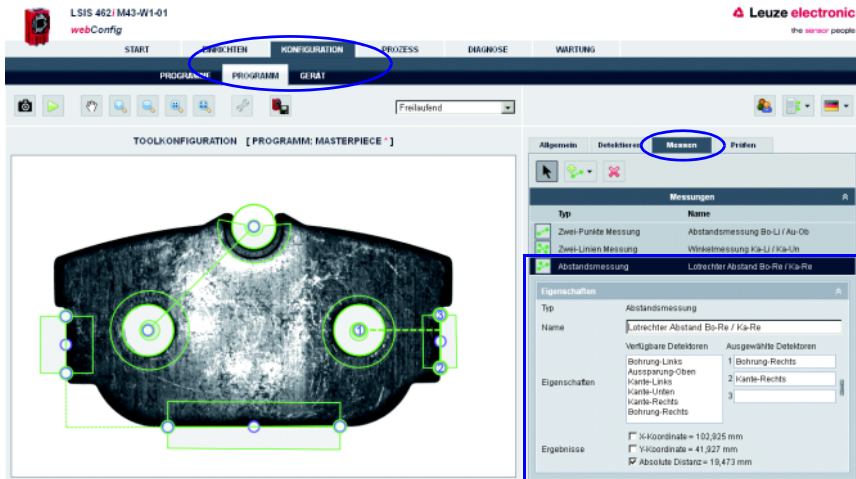 LSIS 462i M43-W1-01
webConfig
Leuze electronic
the sensor people
START EINRICHTEN KONFIGURATION PROZESS DIAGNOSE WARTUNG
PROGRAMME PROGRAMM GERÄT
Freilaufend
TOOLKONFIGURATION [ PROGRAMM: MASTERPIECE * ]
Allgemein Detektieren Messen Prüfen
Messungen
Typ Name
Zwei-Punkte Messung Abstandsmessung Bo-Li / Au-Ob
Zwei-Linien Messung Winkelmessung Ka-Li / Ka-Un
Abstandsmessung Lotrechter Abstand Bo-Re / Ka-Re
Eigenschaften
Typ Abstandsmessung
Name Lotrechter Abstand Bo-Re / Ka-Re
Verfügbare Detektoren Ausgewählte Detektoren
Eigenschaften
Bohrung-Links
Aussparung-Oben
Kante-Links
Kante-Unten
Kante-Rechts
Bohrung-Rechts
1 Bohrung-Rechts
2 Kante-Rechts
3
Ergebnisse
X-Koordinate = 102,925 mm
Y-Koordinate = 41,927 mm
Absolute Distanz = 19,473 mm
1
3
2